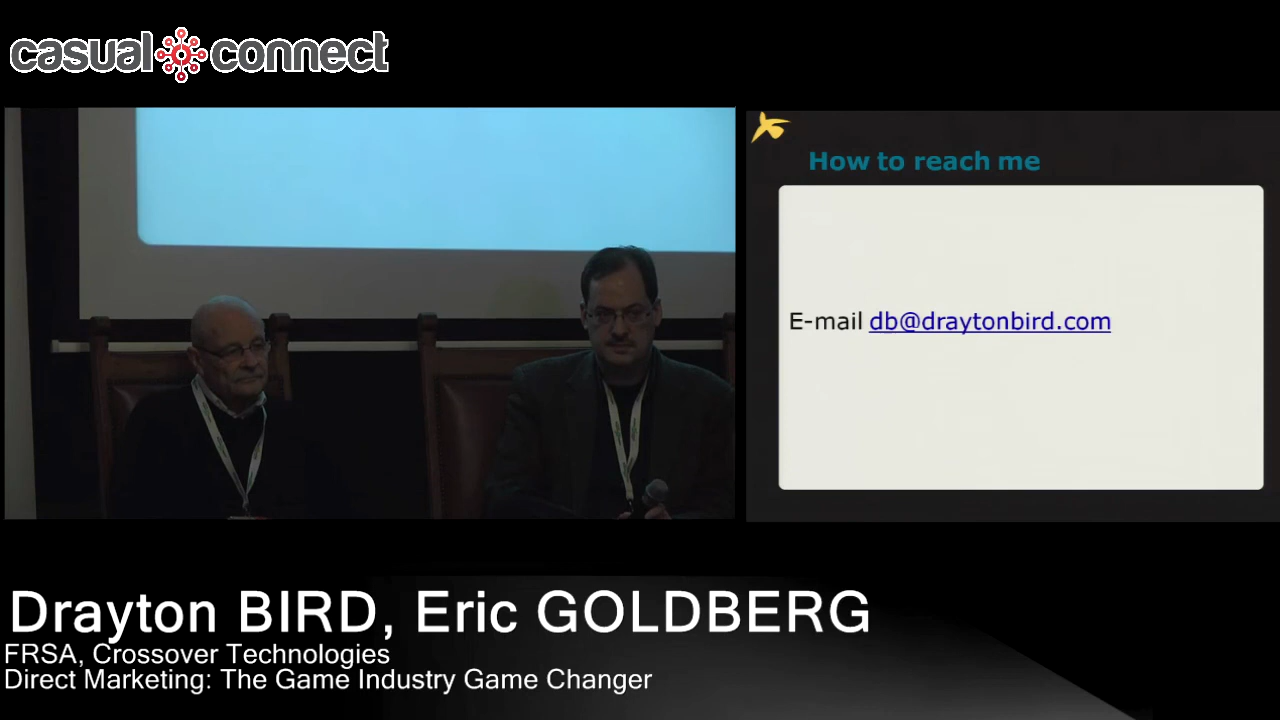 casual connect
How to reach me
E-mail db@draytonbird.com
Drayton BIRD, Eric GOLDBERG
FRSA, Crossover Technologies
Direct Marketing: The Game Industry Game Changer